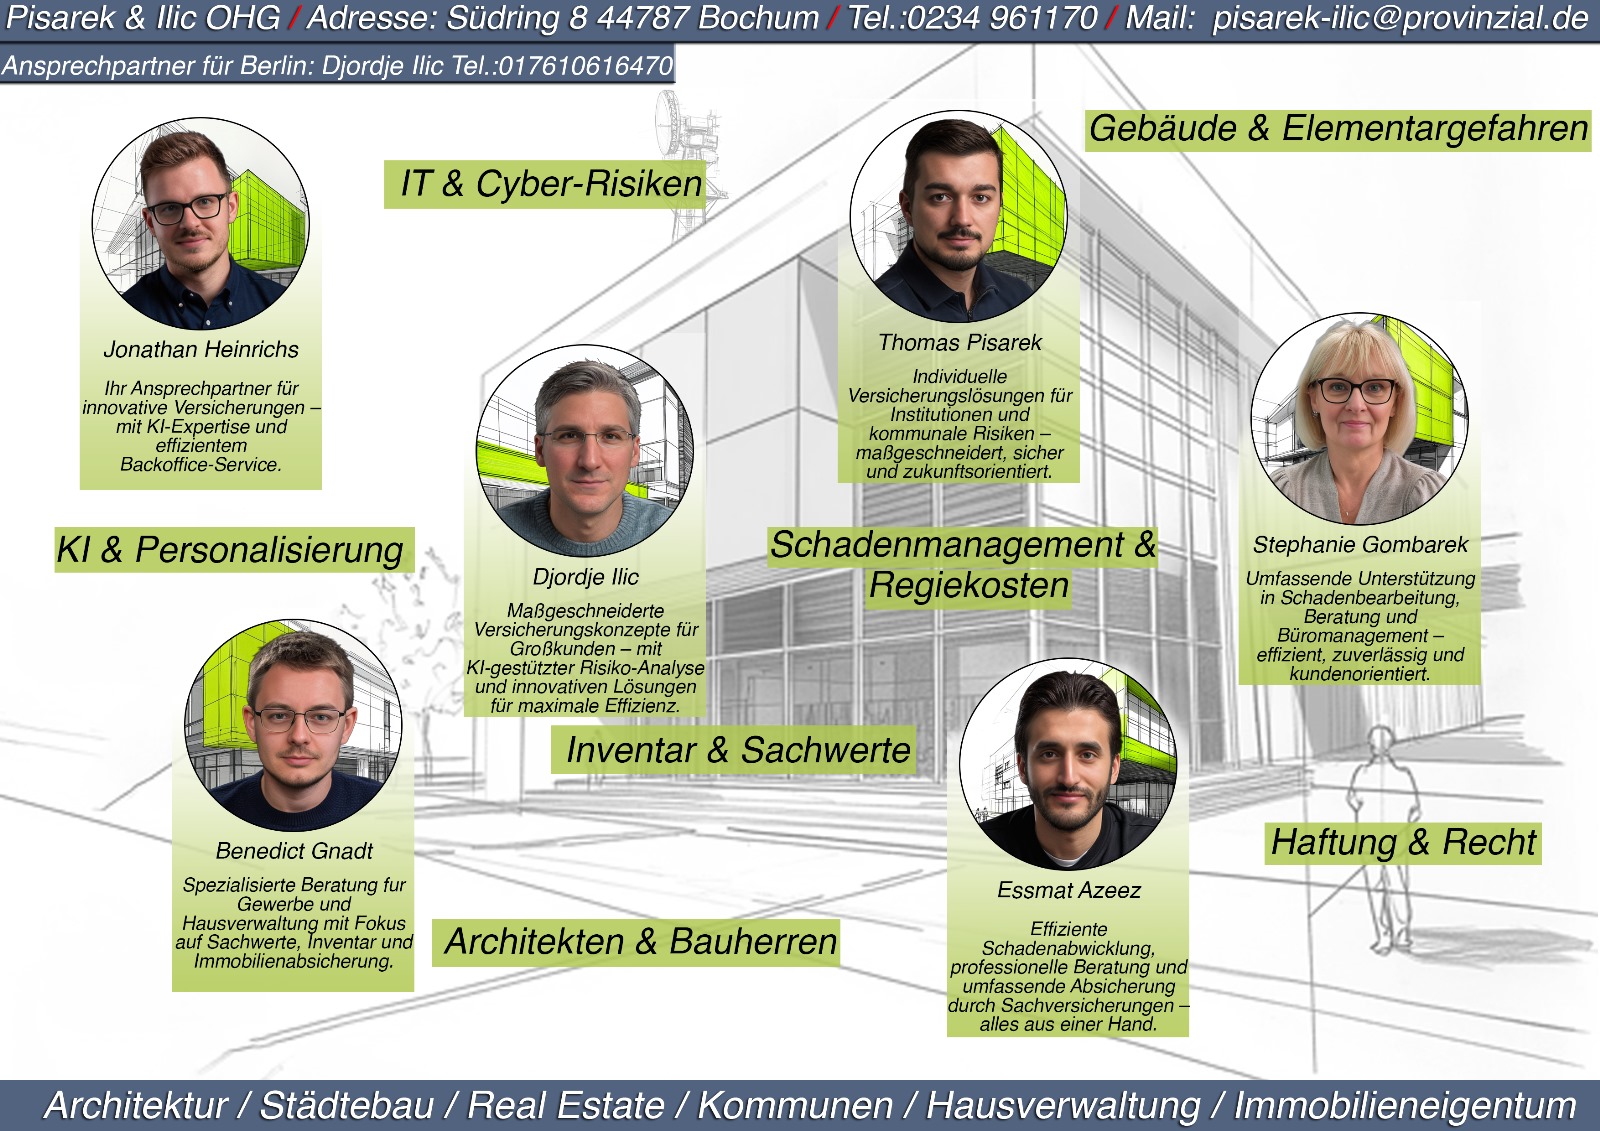 Pisarek & Ilic OHG / Adresse: Südring 8 44787 Bochum / Tel.:0234 961170 / Mail: pisarek-ilic@provinzial.de
Ansprechpartner für Berlin: Djordje Ilic Tel.:017610616470
Gebäude & Elementargefahren
IT & Cyber-Risiken
Jonathan Heinrichs
Ihr Ansprechpartner für
innovative Versicherungen –
mit KI-Expertise und
effizientem
Backoffice-Service.
Thomas Pisarek
Individuelle
Versicherungslösungen für
Institutionen und
kommunale Risiken –
maßgeschneidert, sicher
und zukunftsorientiert.
KI & Personalisierung
Djordje Ilic
Maßgeschneiderte
Versicherungskonzepte für
Großkunden – mit
KI-gestützter Risiko-Analyse
und innovativen Lösungen
für maximale Effizienz.
Schadenmanagement &
Regiekosten
Stephanie Gombarek
Umfassende Unterstützung
in Schadenbearbeitung,
Beratung und
Büromanagement –
effizient, zuverlässig und
kundenorientiert.
Inventar & Sachwerte
Benedict Gnadt
Spezialisierte Beratung fur
Gewerbe und
Hausverwaltung mit Fokus
auf Sachwerte, Inventar und
Immobilienabsicherung.
Haftung & Recht
Essmat Azeez
Effiziente
Schadenabwicklung,
professionelle Beratung und
umfassende Absicherung
durch Sachversicherungen –
alles aus einer Hand.
Architekten & Bauherren
Architektur / Städtebau / Real Estate / Kommunen / Hausverwaltung / Immobilieneigentum